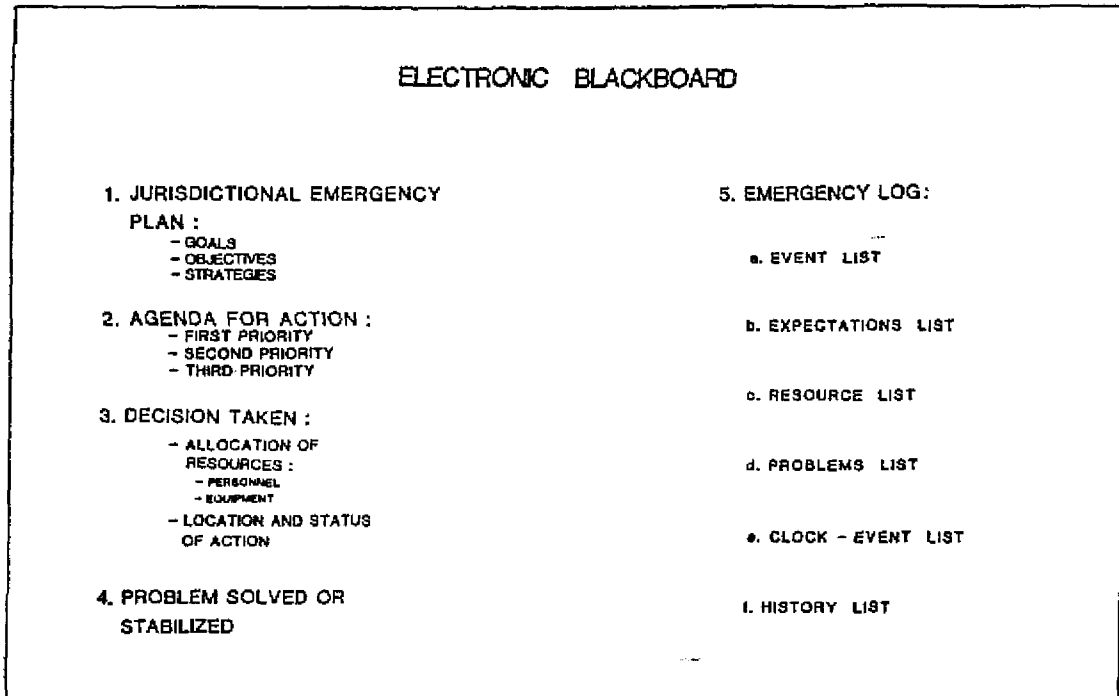 ELECTRONIC BLACKBOARD
1. JURISDICTIONAL EMERGENCY
PLAN :
- GOALS
- OBJECTIVES
- STRATEGIES
2. AGENDA FOR ACTION :
- FIRST PRIORITY
- SECOND PRIORITY
- THIRD PRIORITY
3. DECISION TAKEN :
- ALLOCATION OF
RESOURCES :
- PERSONNEL
- EQUIPMENT
- LOCATION AND STATUS
OF ACTION
4. PROBLEM SOLVED OR
STABILIZED
5. EMERGENCY LOG:
a. EVENT LIST
b. EXPECTATIONS LIST
c. RESOURCE LIST
d. PROBLEMS LIST
e. CLOCK - EVENT LIST
f. HISTORY LIST